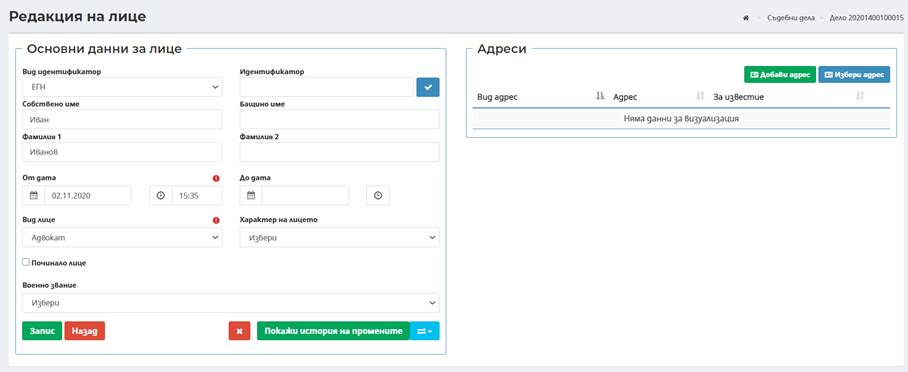 Редакция на лице
Съдебни дела
Дело 20201400100015
Основни данни за лице
Вид идентификатор
Идентификатор
ЕГН
Собствено име
Бащино име
Иван
Фамилия 1
Фамилия 2
Иванов
От дата
До дата
02.11.2020
15:35
Вид лице
Характер на лицето
Адвокат
Избери
Починало лице
Военно звание
Избери
Запис
Назад
Покажи история на промените
Адреси
Добави адрес
Избери адрес
Вид адрес
Адрес
За известие
Няма данни за визуализация